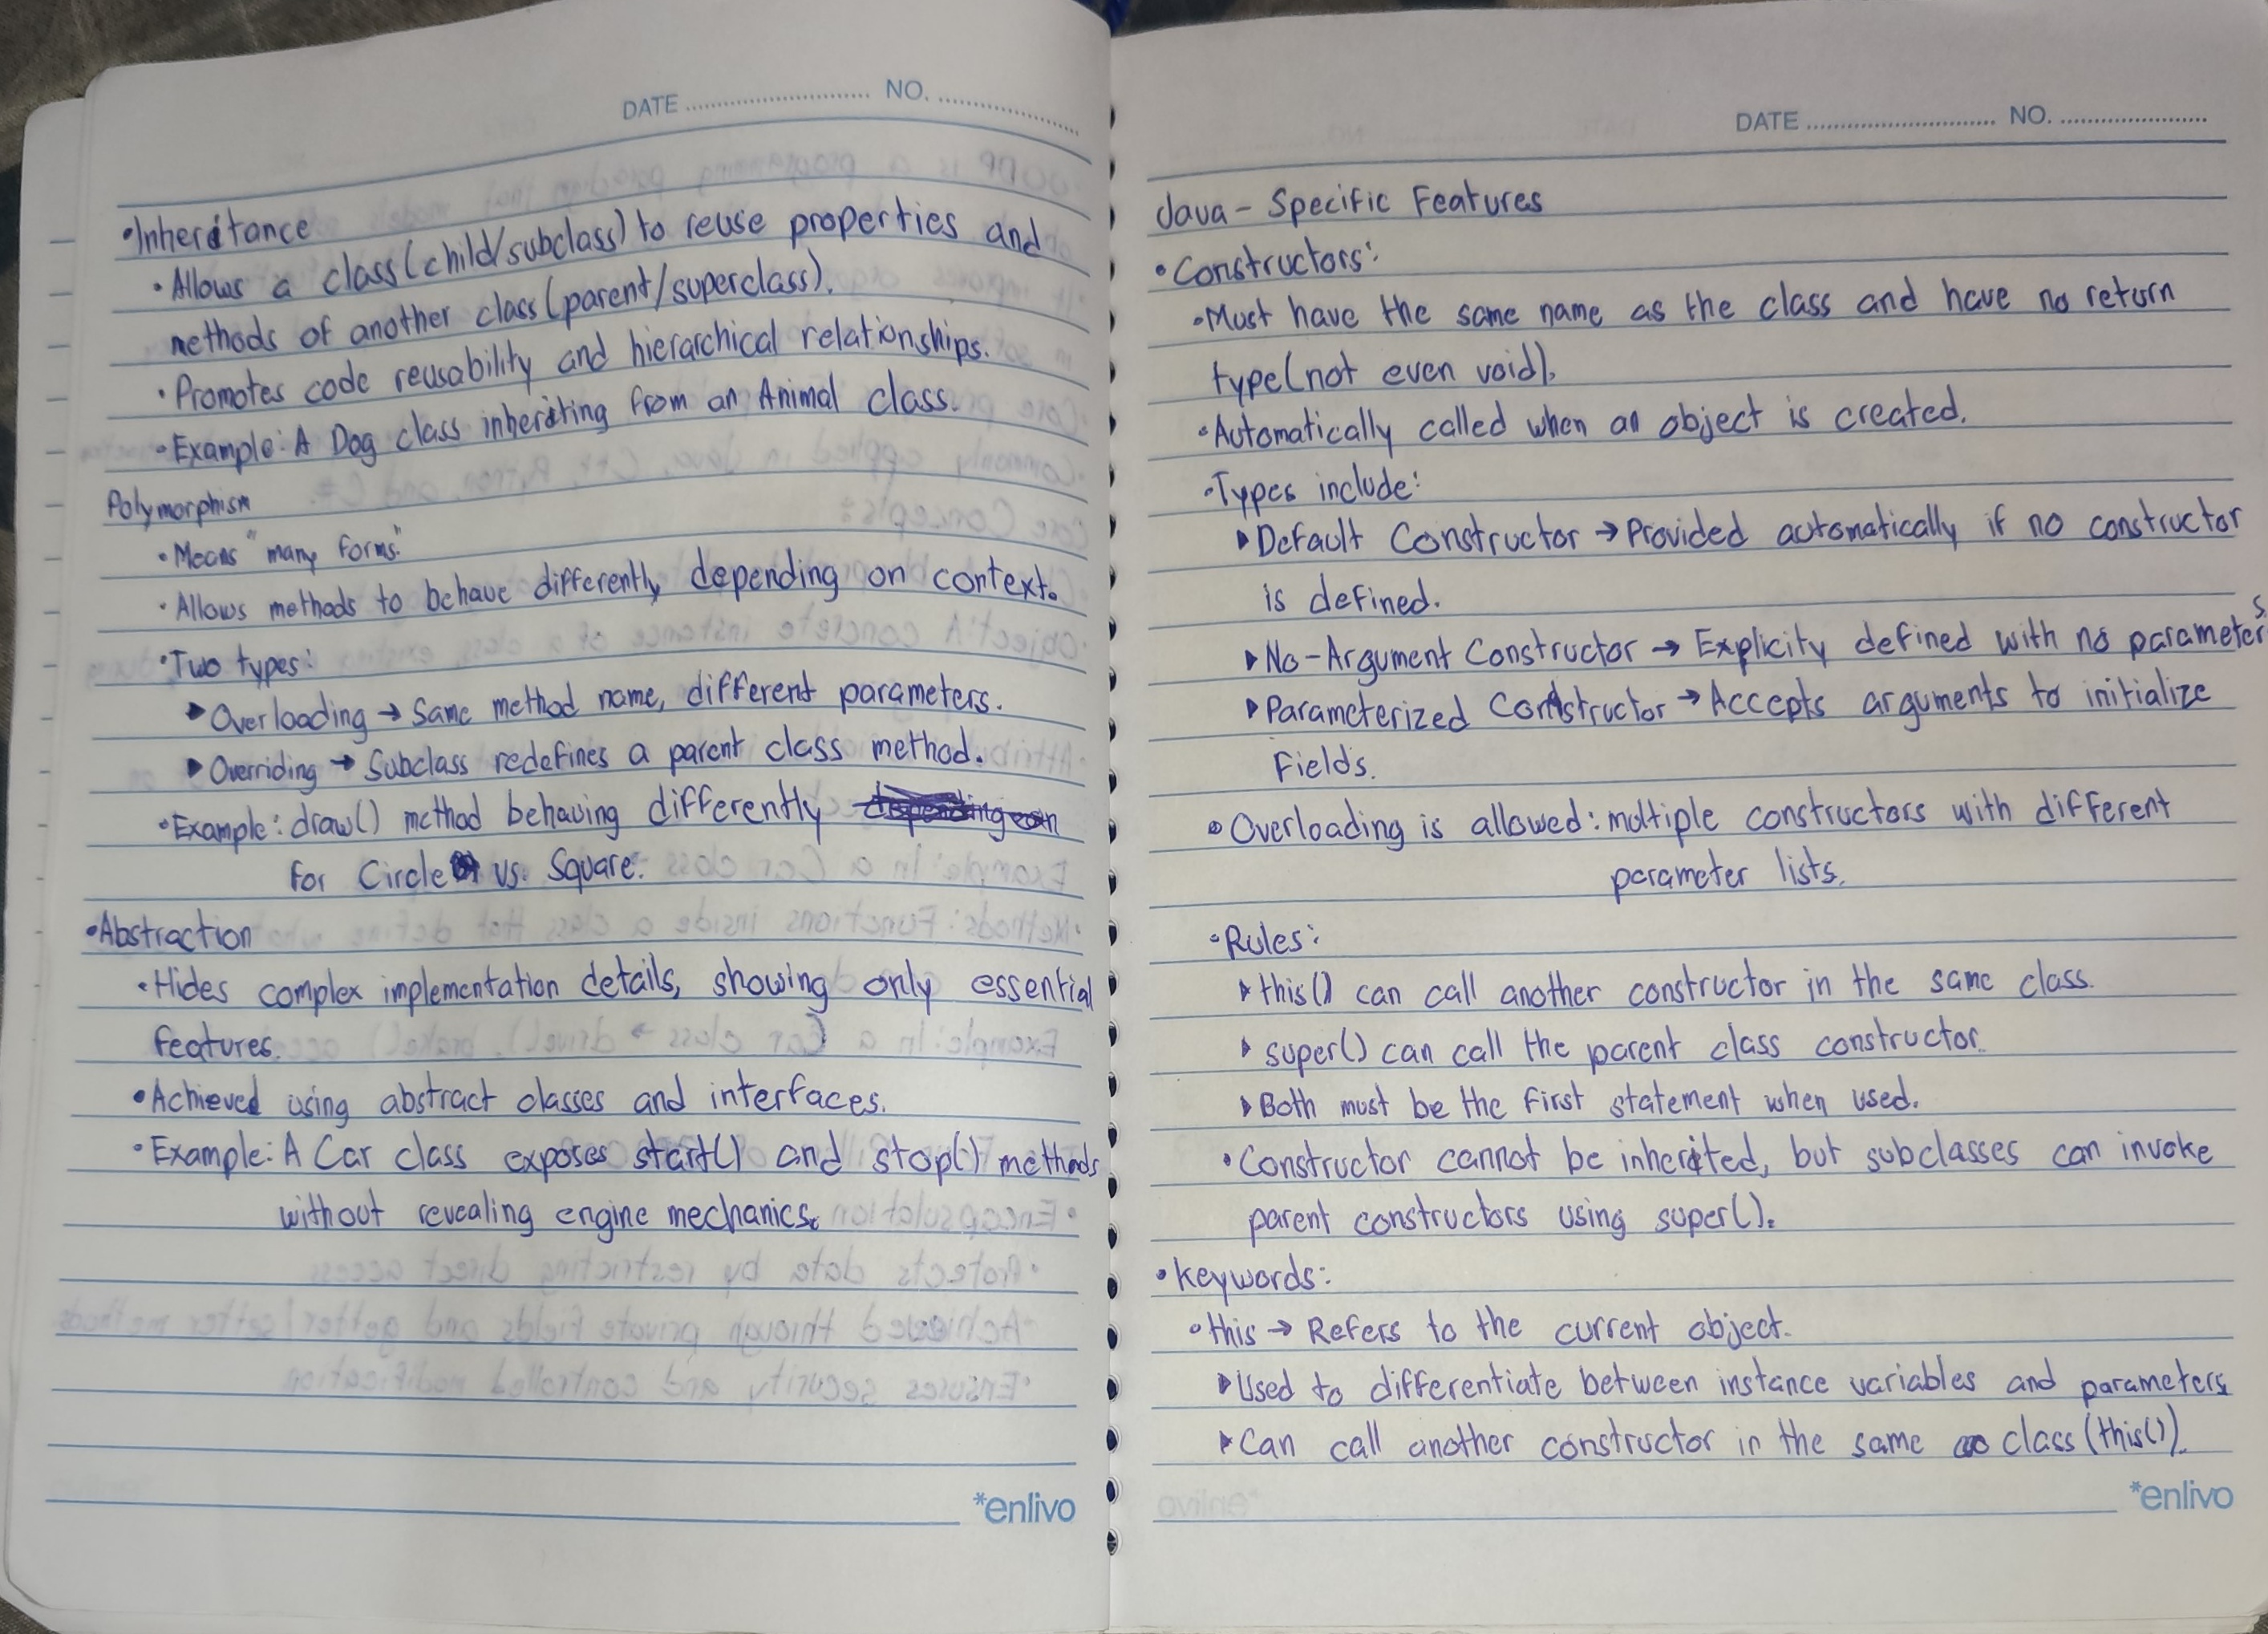 DATE NO.
•Inheritance
•Allows a class(child/subclass) to reuse properties and
methods of another class(parent/superclass).
•Promotes code reusability and hierarchical relationships.
•Example: A Dog class inheriting from an Animal class.
Polymorphism
•Means "many forms."
•Allows methods to behave differently depending on context.
•Two types:
▶Overloading → Same method name, different parameters.
▶Overriding → Subclass redefines a parent class method.
•Example: draw() method behaving differently
for Circle vs. Square.
•Abstraction
•Hides complex implementation details, showing only essential
features.
•Achieved using abstract classes and interfaces.
•Example: A Car class exposes start() and stop() methods
without revealing engine mechanics.
*enlivo
DATE NO.
Java - Specific Features
•Constructors:
•Must have the same name as the class and have no return
type(not even void).
•Automatically called when an object is created.
•Types include:
▶Default Constructor → Provided automatically if no constructor
is defined.
▶No-Argument Constructor → Explicity defined with no parameters
▶Parameterized Constructor → Accepts arguments to initialize
Fields.
•Overloading is allowed: multiple constructors with different
parameter lists.
•Rules:
▶this() can call another constructor in the same class.
▶super() can call the parent class constructor.
▶Both must be the first statement when used.
•Constructor cannot be inherited, but subclasses can invoke
parent constructors using super().
•Keywords:
•this → Refers to the current object.
▶Used to differentiate between instance variables and parameters
▶Can call another constructor in the same class (this()).
*enlivo